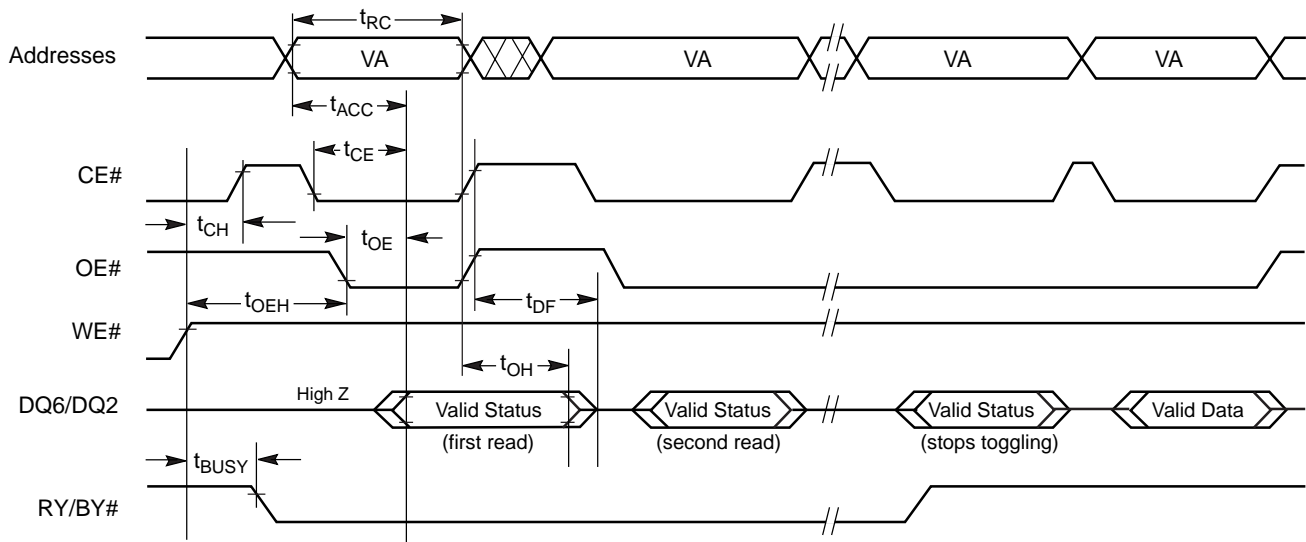 tRC
Addresses VA VA VA VA
tACC
tCE
CE#
tCH
tOE
OE#
tOEH tDF
WE#
tOH
High Z
DQ6/DQ2 Valid Status Valid Status Valid Status Valid Data
(first read) (second read) (stops toggling)
tBUSY
RY/BY#